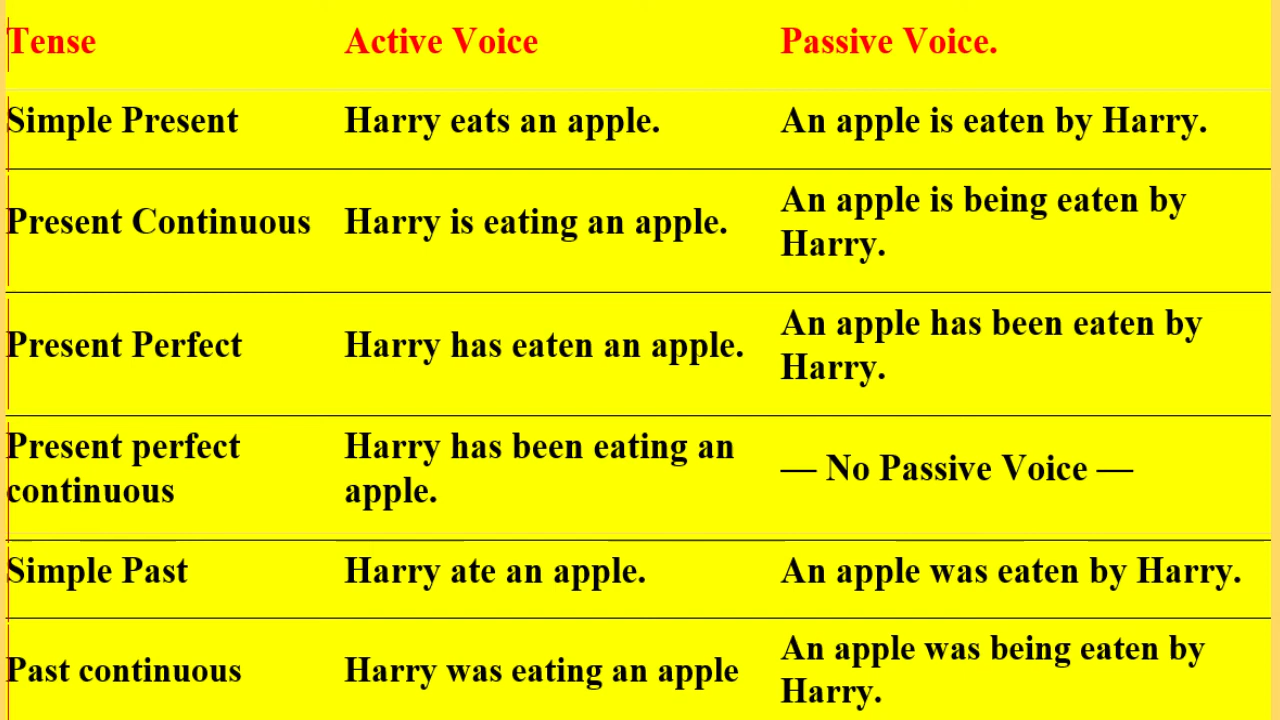 Tense Active Voice Passive Voice.
Simple Present Harry eats an apple. An apple is eaten by Harry.
Present Continuous Harry is eating an apple. An apple is being eaten by
Harry.
Present Perfect Harry has eaten an apple. An apple has been eaten by
Harry.
Present perfect Harry has been eating an — No Passive Voice —
continuous apple.
Simple Past Harry ate an apple. An apple was eaten by Harry.
Past continuous Harry was eating an apple An apple was being eaten by
Harry.